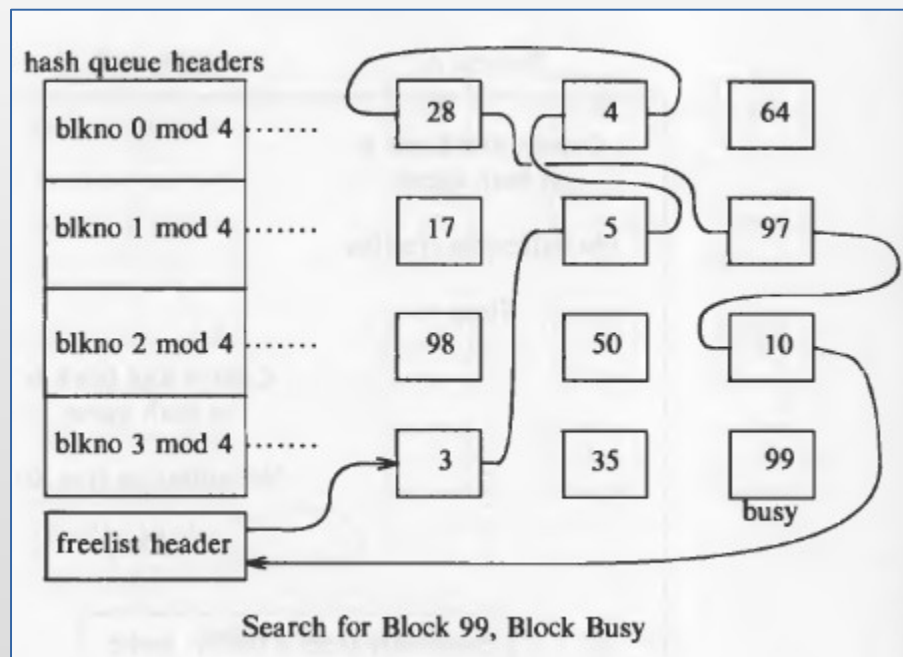 hash queue headers
28 4 64
blkno 0 mod 4
17 5 97
blkno 1 mod 4
98 50 10
blkno 2 mod 4
3 35 99
blkno 3 mod 4
busy
freelist header
Search for Block 99, Block Busy